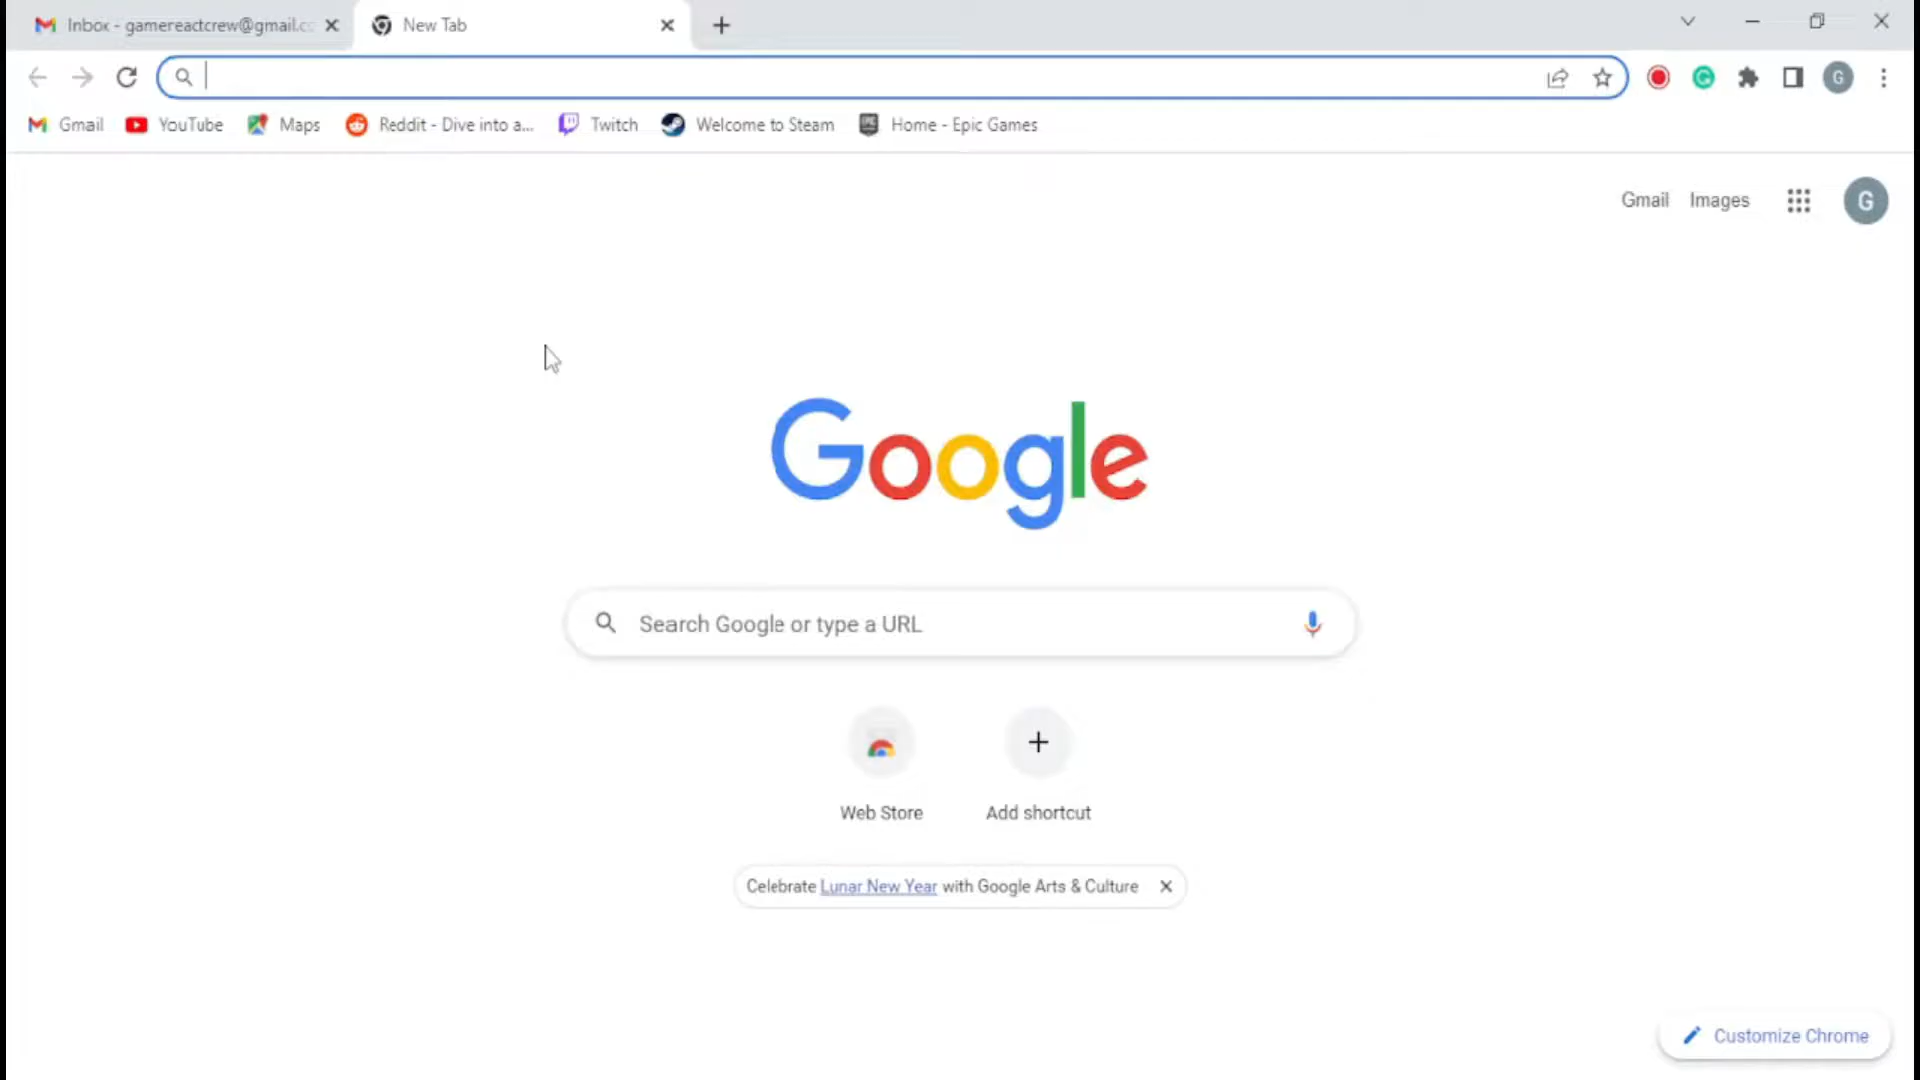 Inbox - gamereactcrew@gmail.cc
New Tab
Gmail YouTube Maps Reddit - Dive into a... Twitch Welcome to Steam Home - Epic Games
Gmail Images G
Google
Search Google or type a URL
Web Store Add shortcut
Celebrate Lunar New Year with Google Arts & Culture
Customize Chrome